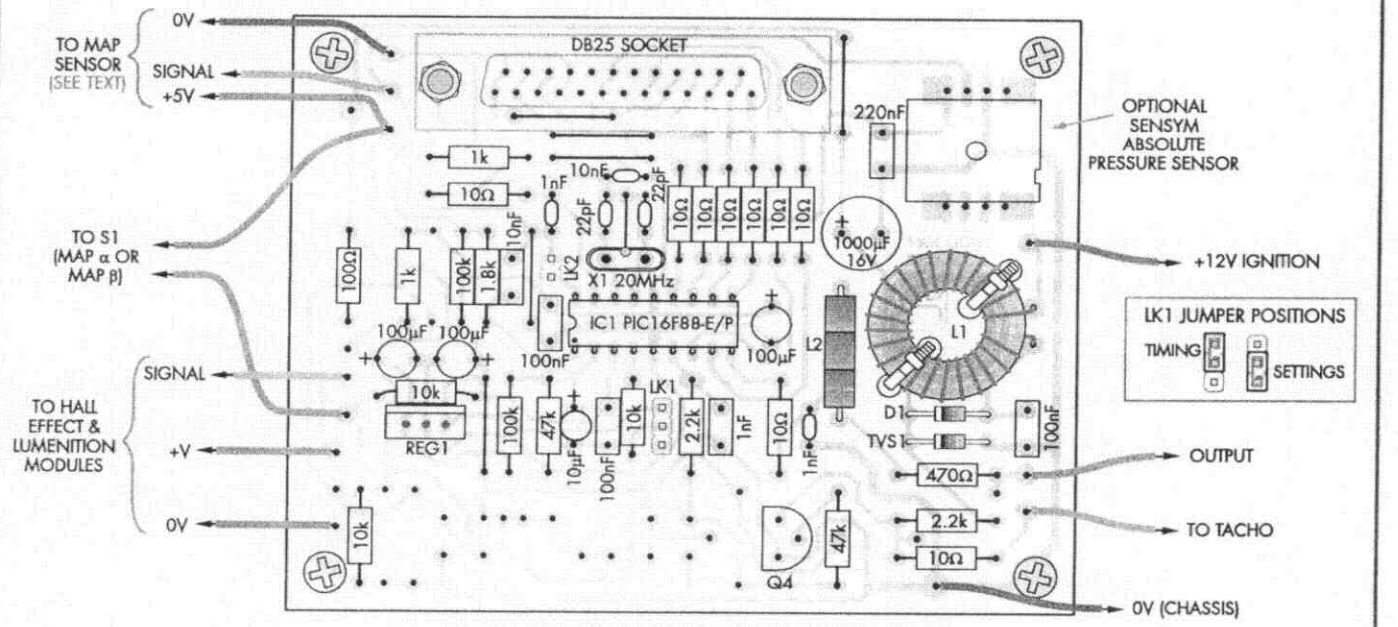 0V
TO MAP
SENSOR
(SEE TEXT)
SIGNAL
+5V
DB25 SOCKET
220nF
OPTIONAL
SENSYM
ABSOLUTE
PRESSURE SENSOR
1k
10Ω
10nF
1nF
22pF
22pF
10Ω
10Ω
10Ω
10Ω
10Ω
10Ω
+
1000µF
16V
TO S1
(MAP α OR
MAP β)
100Ω
1k
100k
1.8k
10nF
LK2
X1 20MHz
+12V IGNITION
IC1 PIC16F88-E/P
100nF
+
100µF
L2
L1
LK1 JUMPER POSITIONS
TIMING
SETTINGS
100µF
100µF
+
+
SIGNAL
10k
REG1
TO HALL
EFFECT &
LUMENITION
MODULES
+V
0V
100k
47k
+
10µF
100nF
10k
LK1
2.2k
1nF
10Ω
1nF
D1
TVS1
100nF
470Ω
OUTPUT
2.2k
TO TACHO
10Ω
10k
Q4
47k
0V (CHASSIS)